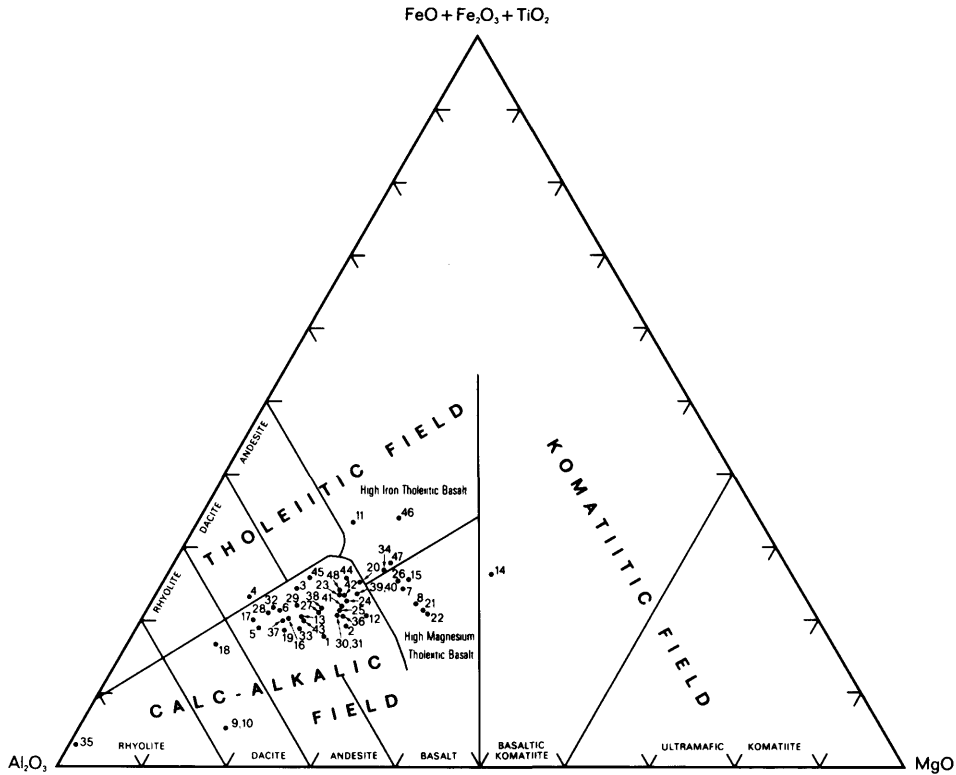 FeO + Fe₂O₃ + TiO₂
ANDESITE
THOLEIITIC FIELD
High Iron Tholeiitic Basalt
DACITE
11
46
RHYOLITE
KOMATIITIC FIELD
34
47
45
48
44
20
26
15
14
4
3
23
42
39,40
7
29
38
41
24
8
28
32
6
27
21
17
13
25
12
22
5
37
19
16
33
43
1
2
36
30,31
High Magnesium
Tholeiitic Basalt
18
CALC-ALKALIC
FIELD
9,10
35
RHYOLITE
DACITE
ANDESITE
BASALT
BASALTIC
KOMATIITE
ULTRAMAFIC KOMATIITE
Al₂O₃
MgO